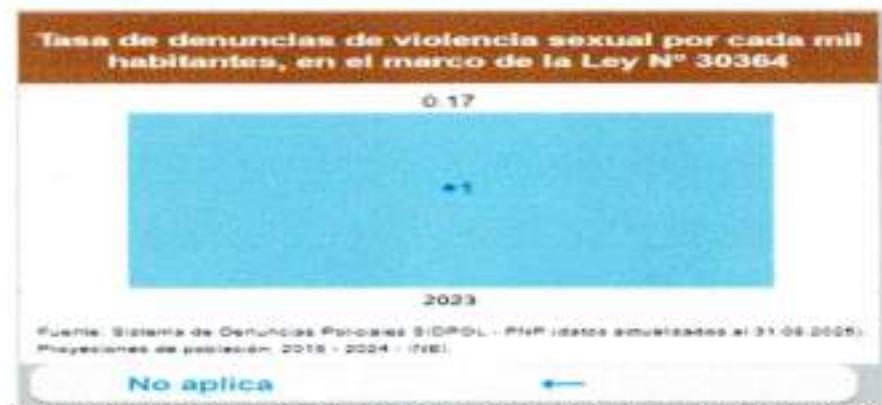 Tasa de denuncias de violencia sexual por cada mil
habitantes, en el marco de la Ley N° 30364
0.17
1
2023
Fuente: Sistema de Denuncias Policiales SIDPOL - PNP (datos actualizados al 31.08.2025).
Proyecciones de población, 2018 - 2024 - INEI.
No aplica